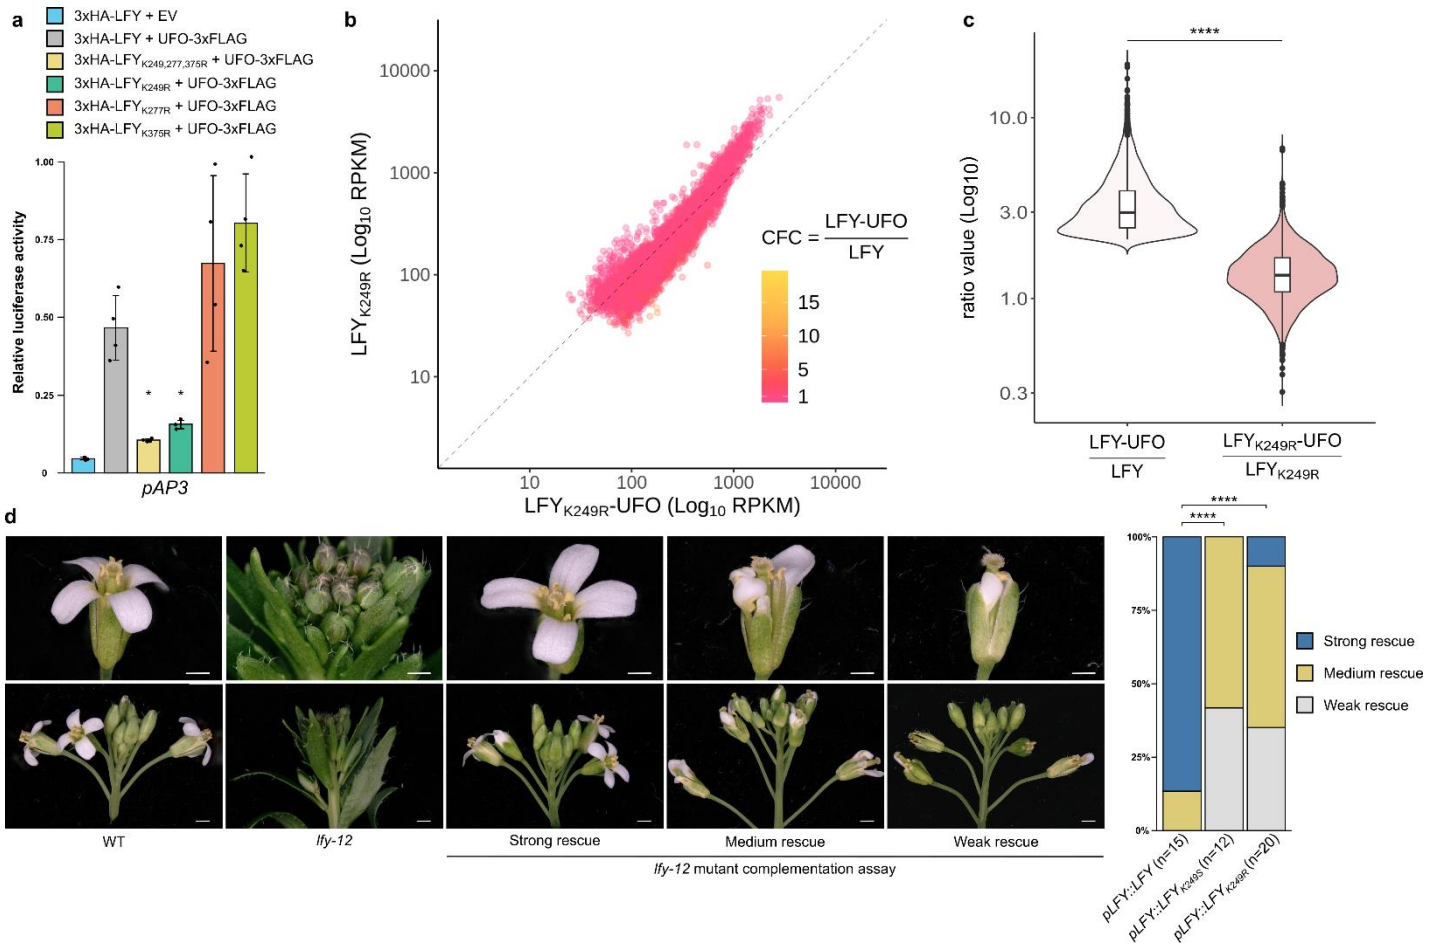 a
3xHA-LFY + EV
3xHA-LFY + UFO-3xFLAG
3xHA-LFYK249,277,375R + UFO-3xFLAG
3xHA-LFYK249R + UFO-3xFLAG
3xHA-LFYK277R + UFO-3xFLAG
3xHA-LFYK375R + UFO-3xFLAG
Relative luciferase activity
1.00
0.75
0.50
0.25
0
*
*
pAP3
b
LFYK249R (Log10 RPKM)
10000
1000
100
10
10
100
1000
10000
LFYK249R-UFO (Log10 RPKM)
CFC = LFY-UFO
LFY
15
10
5
1
c
****
ratio value (Log10)
10.0
3.0
1.0
0.3
LFY-UFO
LFY
LFYK249R-UFO
LFYK249R
d
WT
lfy-12
Strong rescue
Medium rescue
Weak rescue
lfy-12 mutant complementation assay
****
****
100%
75%
50%
25%
0%
pLFY::LFY (n=15)
pLFY::LFYK249S (n=12)
pLFY::LFYK249R (n=20)
Strong rescue
Medium rescue
Weak rescue